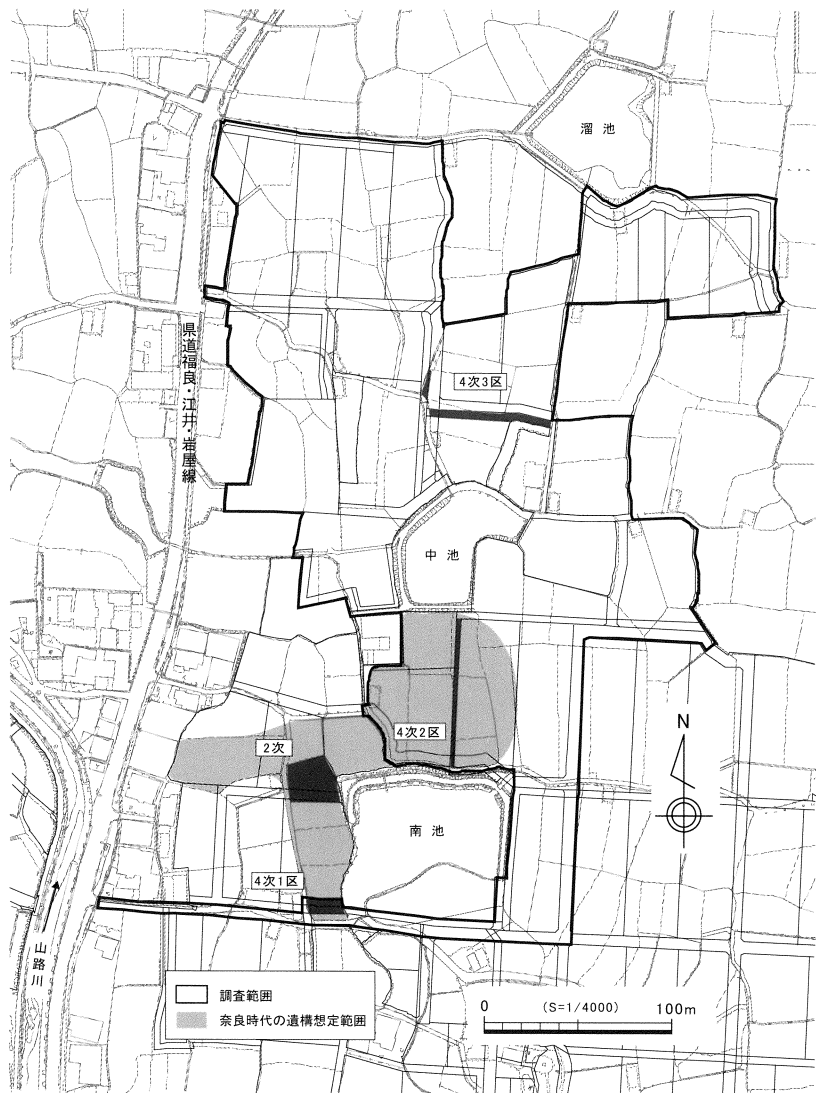 溜池
県道福良・江井・岩屋線
4次3区
中池
4次2区
2次
南池
4次1区
N
山路川
調査範囲
奈良時代の遺構想定範囲
0 (S=1/4000) 100m